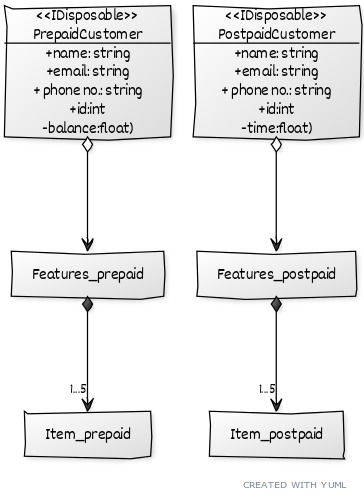 <<IDisposable>>
PrepaidCustomer
+name: string
+email: string
+ phone no.: string
+id:int
-balance:float)
<<IDisposable>>
PostpaidCustomer
+name: string
+email: string
+ phone no.: string
+id:int
-time:float)
Features_prepaid
Features_postpaid
1...5
1...5
Item_prepaid
Item_postpaid
CREATED WITH YUML